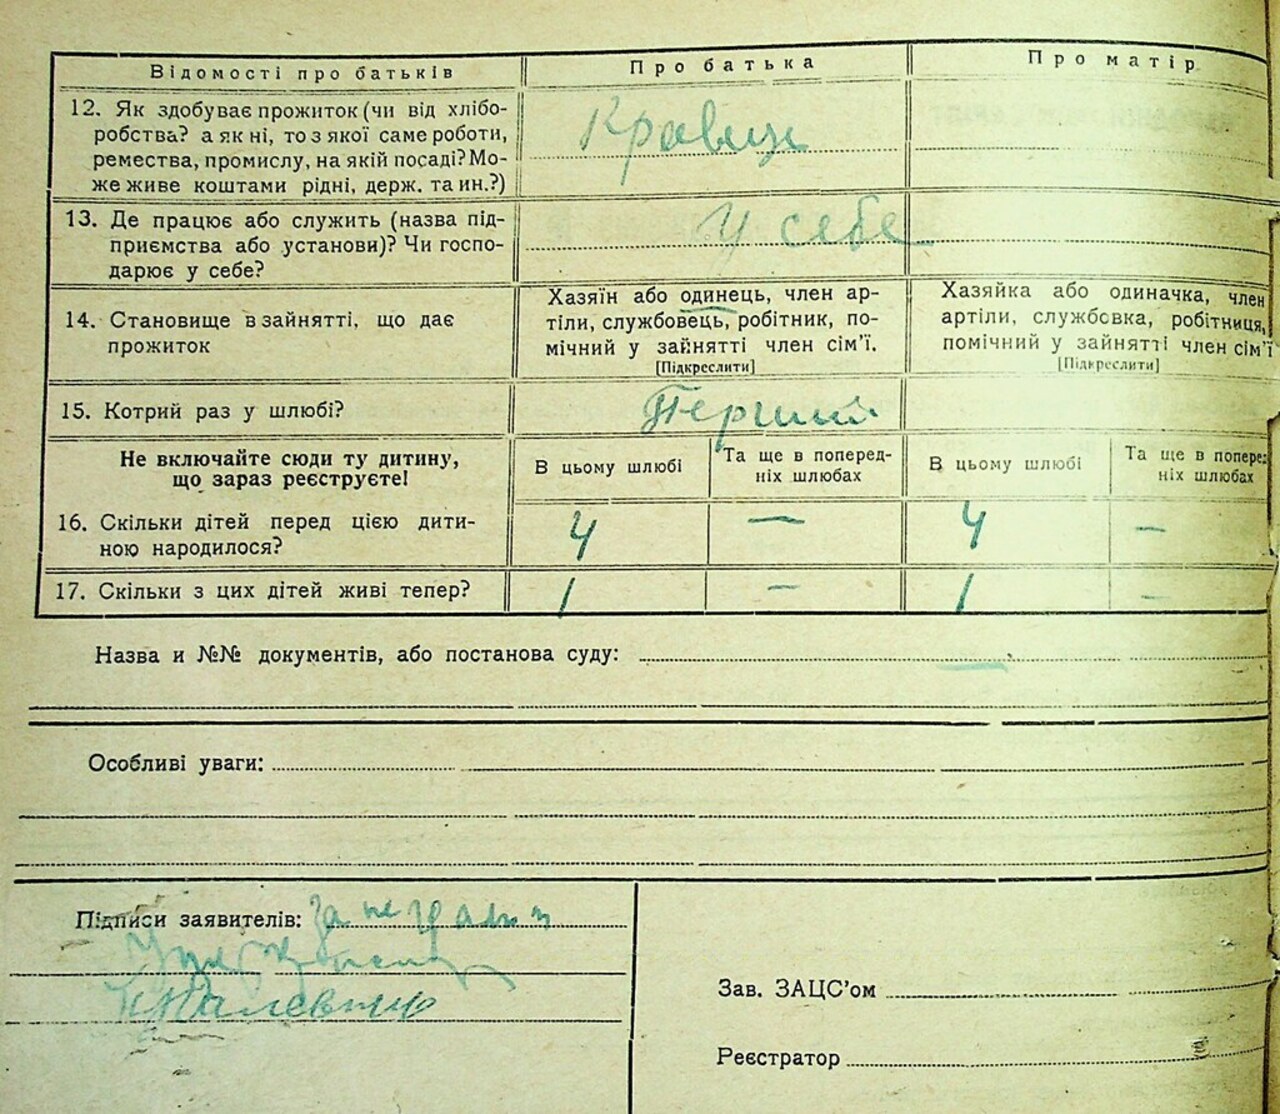 Відомості про батьків
Про батька
Про матір
12. Як здобуває прожиток (чи від хлібо-
робства? а як ні, то з якої саме роботи,
ремества, промислу, на якій посаді? Мо-
же живе коштами рідні, держ. та ин.?)
Кравець
13. Де працює або служить (назва під-
приємства або установи)? Чи госпо-
дарює у себе?
У себе
14. Становище в зайнятті, що дає
прожиток
Хазяїн або одинець, член ар-
тіли, службовець, робітник, по-
мічний у зайнятті член сім’ї.
[Підкреслити]
Хазяйка або одиначка, член
артіли, службовка, робітниця,
помічний у зайнятті член сім’ї
[Підкреслити]
15. Котрий раз у шлюбі?
Перший
Не включайте сюди ту дитину,
що зараз реєструєте!
В цьому шлюбі
Та ще в поперед-
ніх шлюбах
В цьому шлюбі
Та ще в поперед-
ніх шлюбах
16. Скільки дітей перед цією дити-
ною народилося?
4 — 4 —
17. Скільки з цих дітей живі тепер?
1 — 1 —
Назва и №№ документів, або постанова суду: —
Особливі уваги:
Підписи заявителів:
Зав. ЗАЦС’ом
Реєстратор